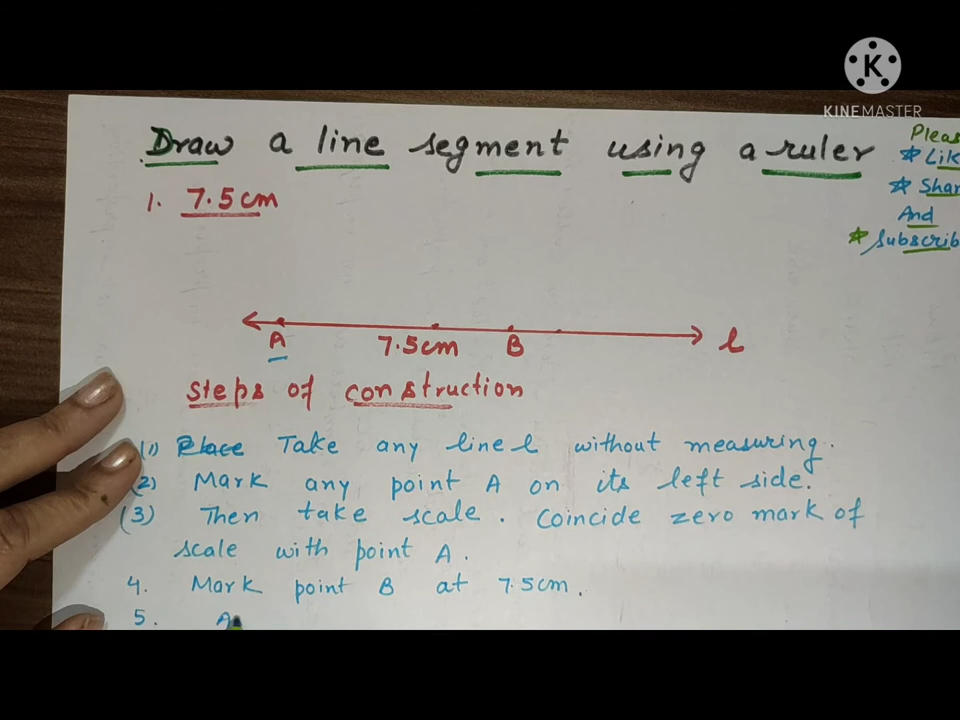 KINEMASTER
Draw a line segment using a ruler
Pleas
Lik
Shar
And
Subscrib
1. 7.5cm
A 7.5cm B l
Steps of construction
(1) Place Take any line l without measuring.
(2) Mark any point A on its left side.
(3) Then take scale. Coincide zero mark of
scale with point A.
4. Mark point B at 7.5cm.
5. A